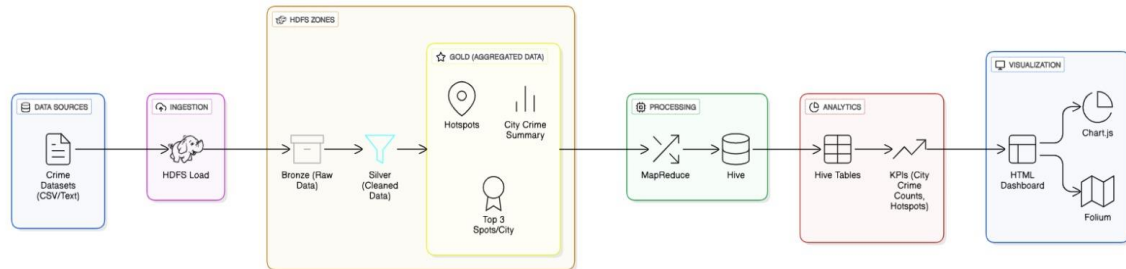 DATA SOURCES
Crime
Datasets
(CSV/Text)
INGESTION
HDFS Load
HDFS ZONES
Bronze (Raw
Data)
Silver
(Cleaned
Data)
GOLD (AGGREGATED DATA)
Hotspots
City Crime
Summary
Top 3
Spots/City
PROCESSING
MapReduce
Hive
ANALYTICS
Hive Tables
KPIs (City
Crime
Counts,
Hotspots)
VISUALIZATION
HTML
Dashboard
Chart.js
Folium